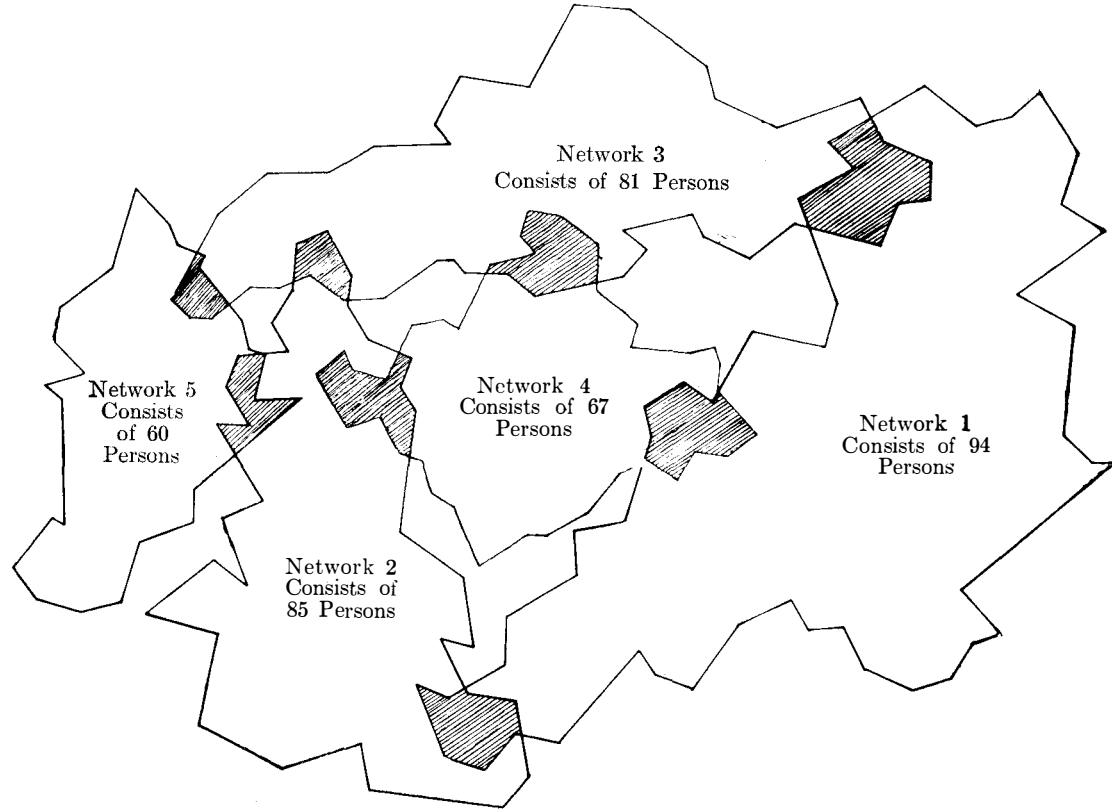 Network 3
Consists of 81 Persons
Network 5
Consists
of 60
Persons
Network 4
Consists of 67
Persons
Network 1
Consists of 94
Persons
Network 2
Consists of
85 Persons